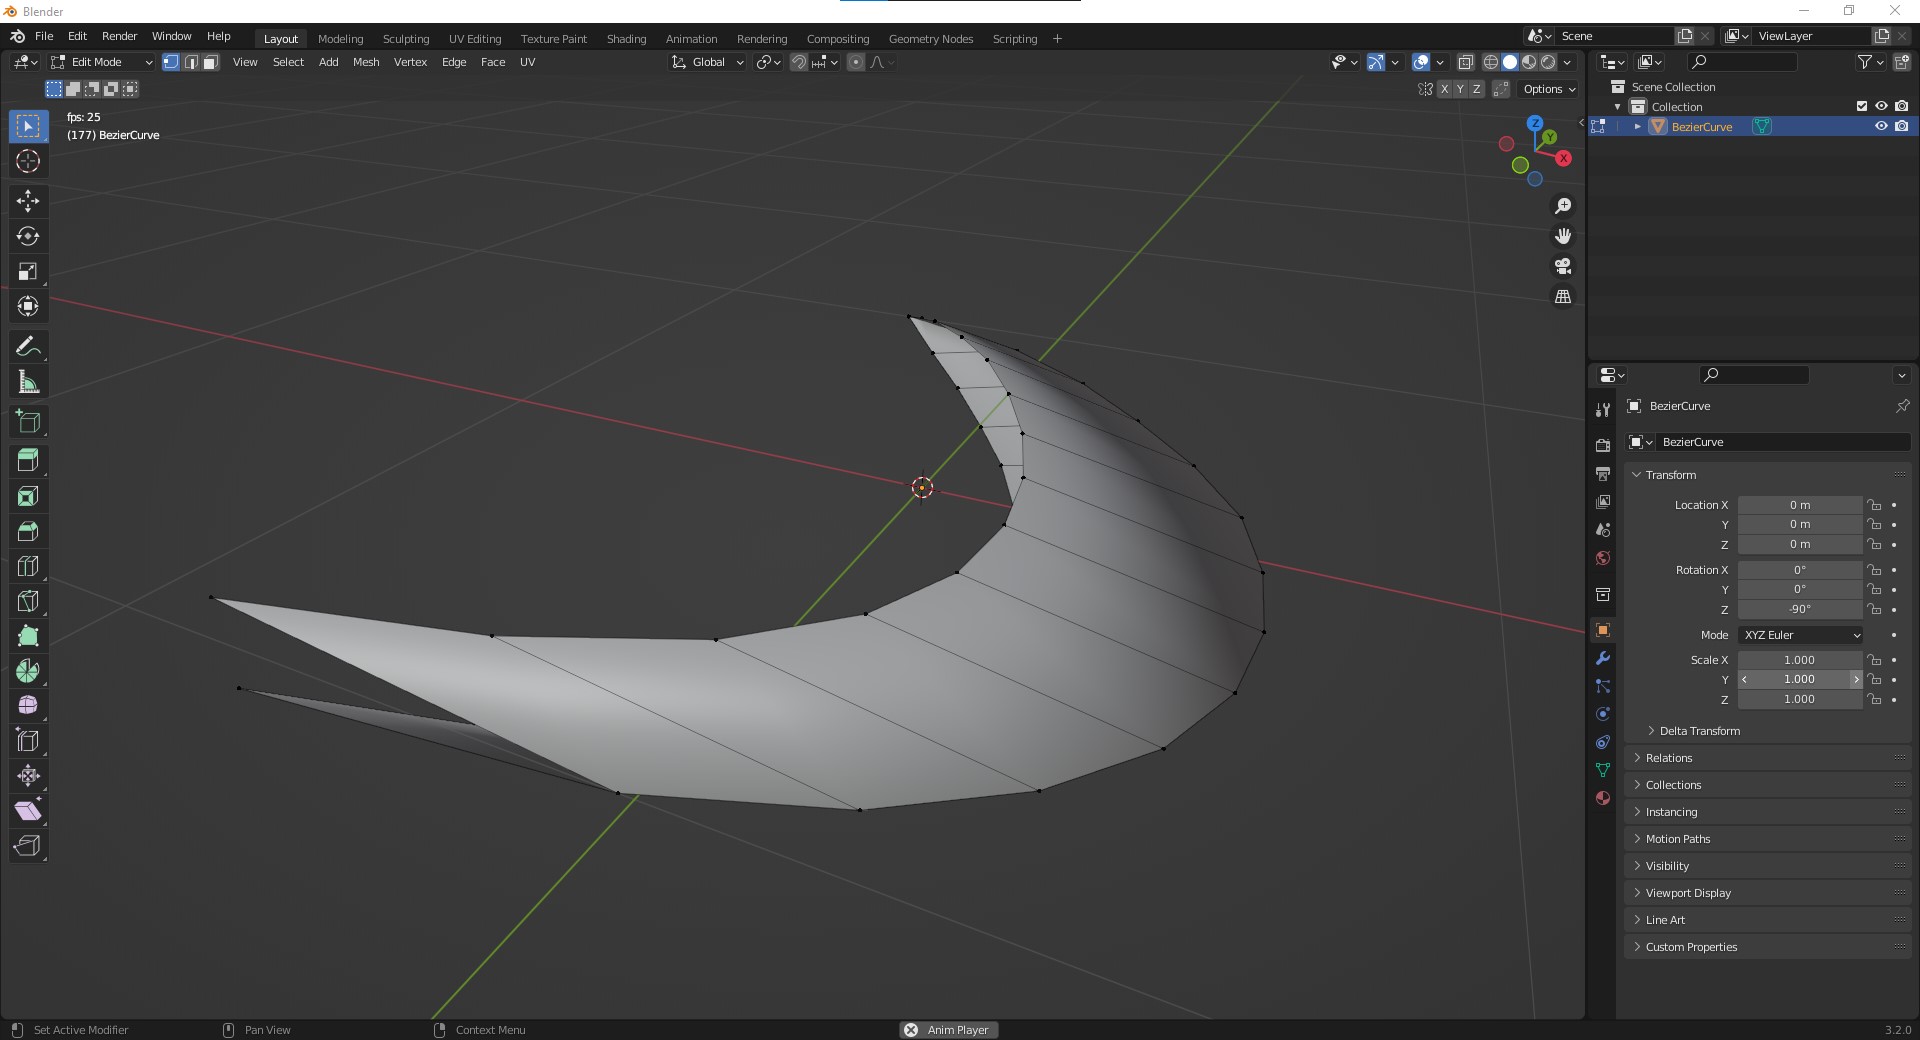 Blender
File Edit Render Window Help Layout Modeling Sculpting UV Editing Texture Paint Shading Animation Rendering Compositing Geometry Nodes Scripting + Scene ViewLayer
Edit Mode View Select Add Mesh Vertex Edge Face UV Global
X Y Z Options
fps: 25
(177) BezierCurve
Z
Y
X
Scene Collection
Collection
BezierCurve
BezierCurve
BezierCurve
Transform
Location X 0 m
Y 0 m
Z 0 m
Rotation X 0°
Y 0°
Z -90°
Mode XYZ Euler
Scale X 1.000
Y 1.000
Z 1.000
Delta Transform
Relations
Collections
Instancing
Motion Paths
Visibility
Viewport Display
Line Art
Custom Properties
Set Active Modifier Pan View Context Menu Anim Player 3.2.0